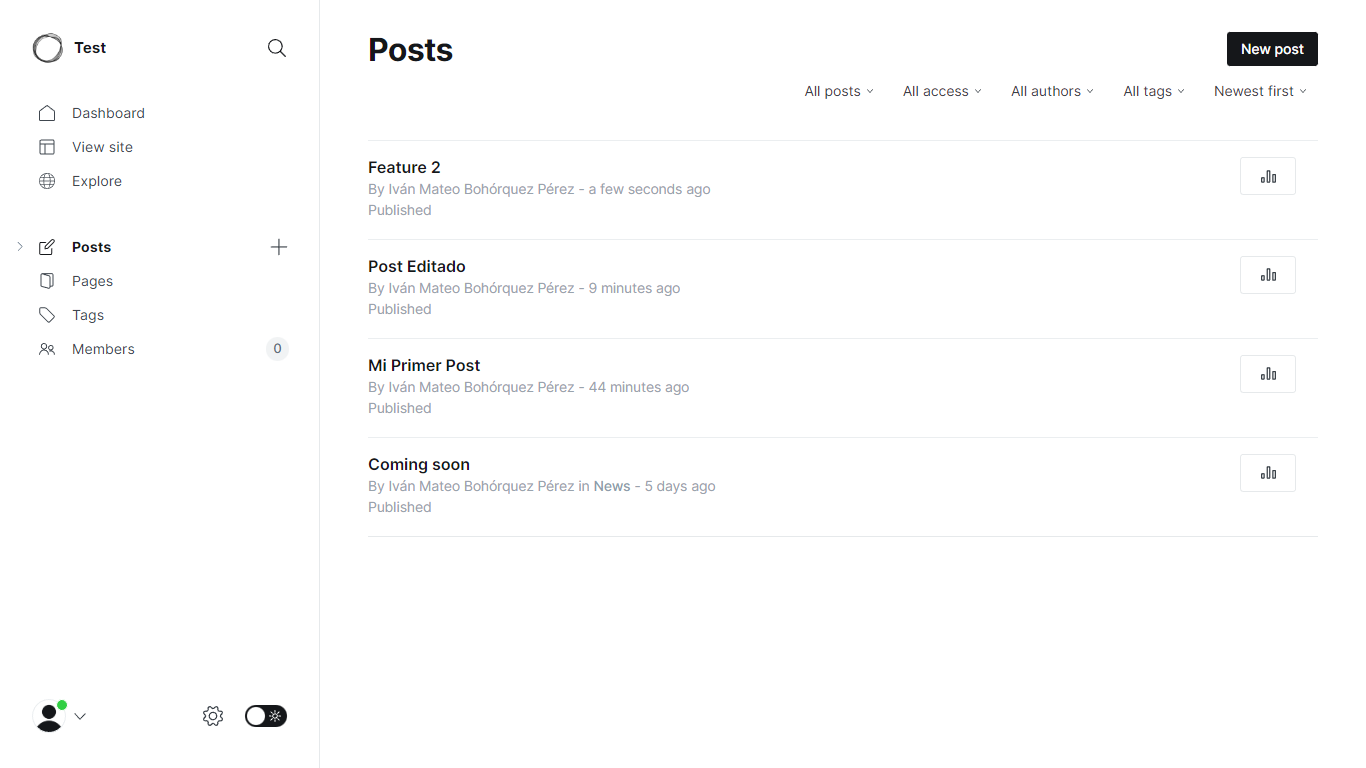 Test
Dashboard
View site
Explore
Posts
Pages
Tags
Members 0
Posts
New post
All posts All access All authors All tags Newest first
Feature 2
By Iván Mateo Bohórquez Pérez - a few seconds ago
Published
Post Editado
By Iván Mateo Bohórquez Pérez - 9 minutes ago
Published
Mi Primer Post
By Iván Mateo Bohórquez Pérez - 44 minutes ago
Published
Coming soon
By Iván Mateo Bohórquez Pérez in News - 5 days ago
Published